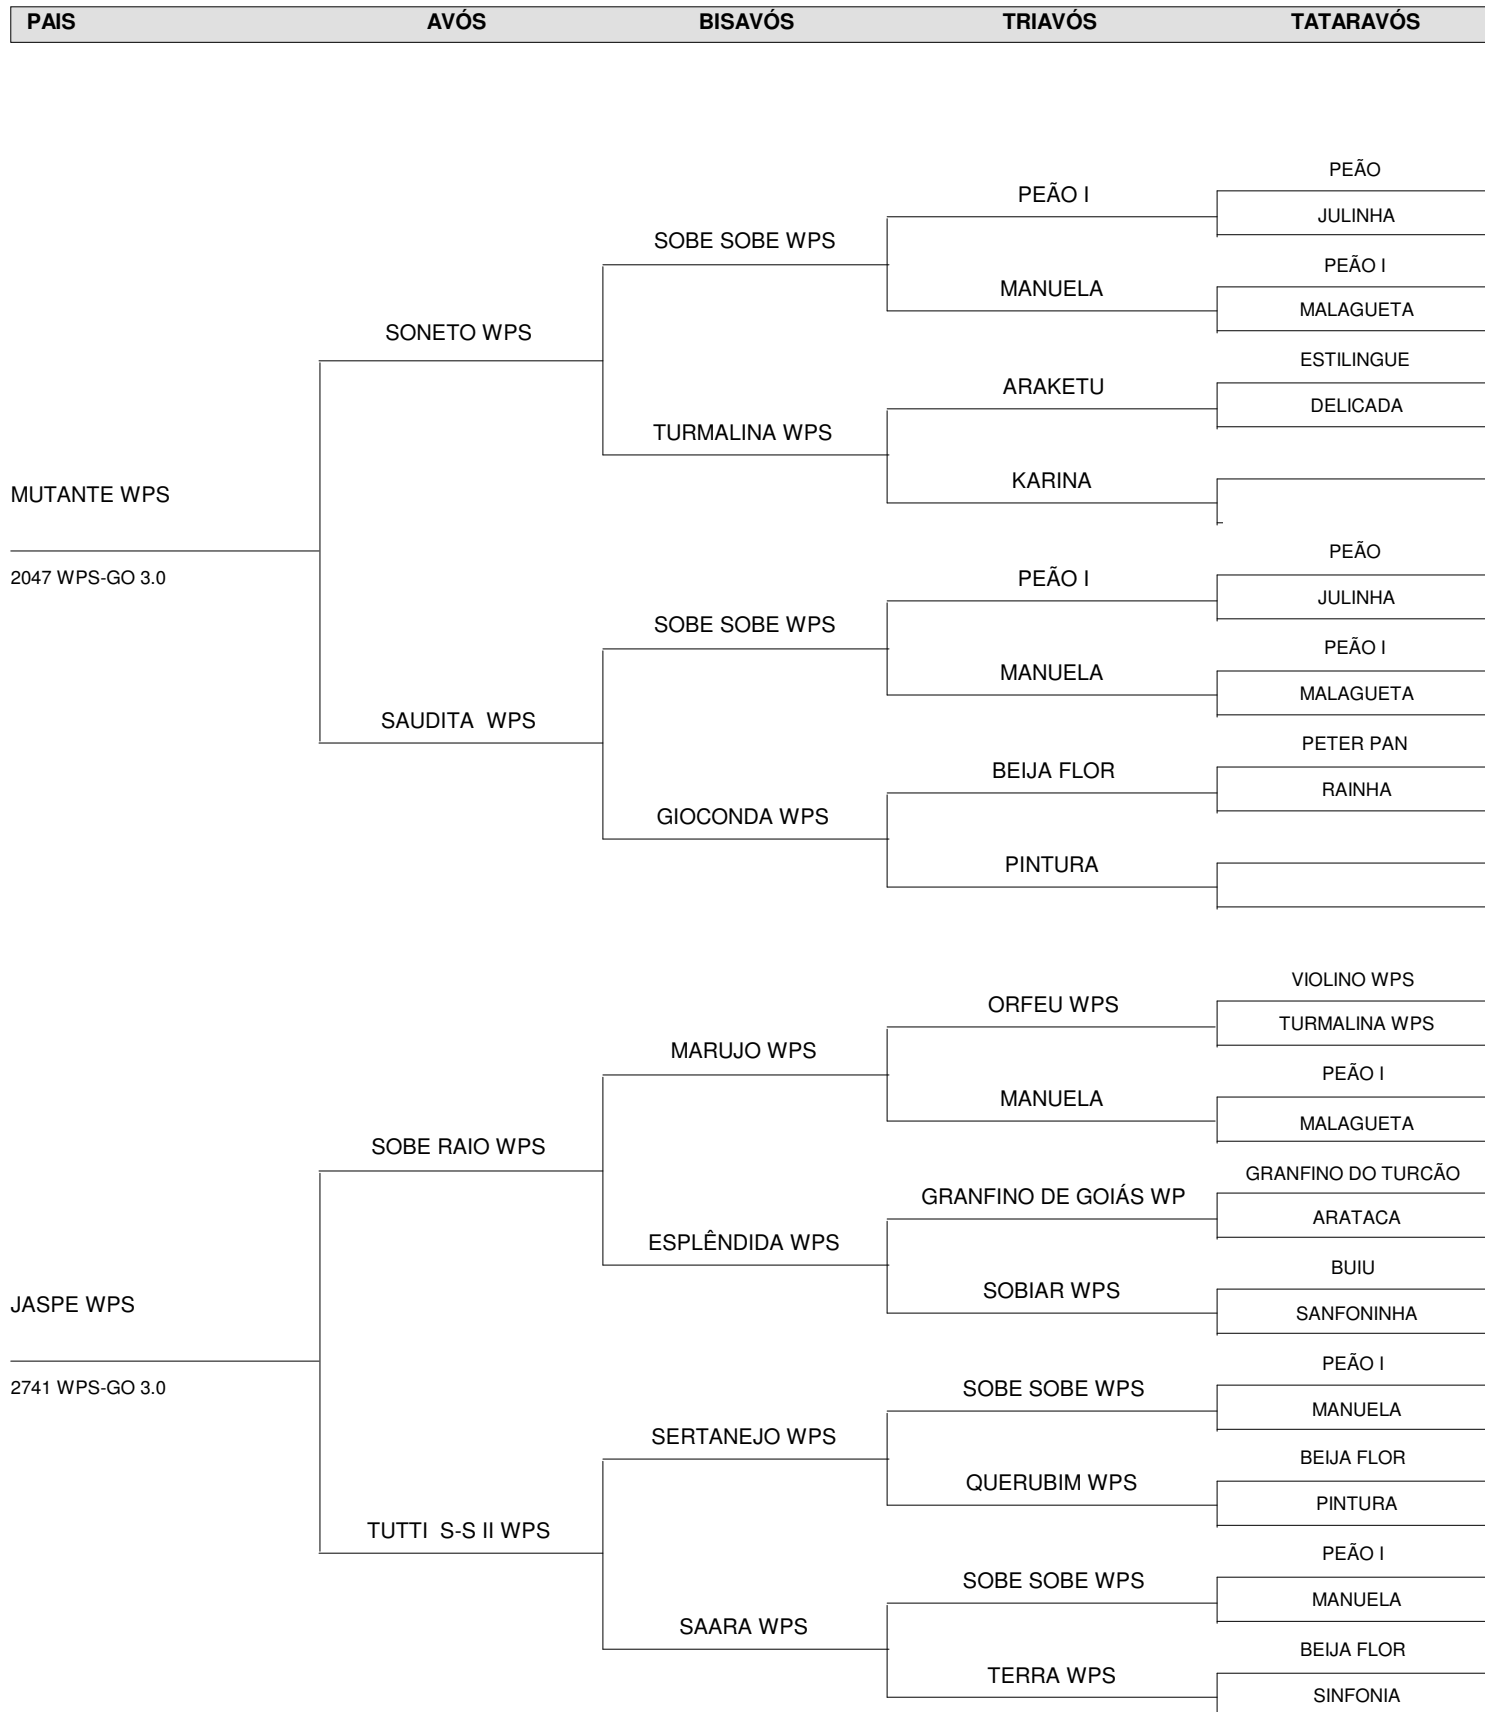 PAIS AVÓS BISAVÓS TRIAVÓS TATARAVÓS
PEÃO
PEÃO I
JULINHA
SOBE SOBE WPS
PEÃO I
MANUELA
MALAGUETA
SONETO WPS
ESTILINGUE
ARAKETU
DELICADA
TURMALINA WPS
KARINA
MUTANTE WPS
PEÃO
2047 WPS-GO 3.0
PEÃO I
JULINHA
SOBE SOBE WPS
PEÃO I
MANUELA
MALAGUETA
SAUDITA WPS
PETER PAN
BEIJA FLOR
RAINHA
GIOCONDA WPS
PINTURA
VIOLINO WPS
ORFEU WPS
TURMALINA WPS
MARUJO WPS
PEÃO I
MANUELA
MALAGUETA
SOBE RAIO WPS
GRANFINO DO TURCÃO
GRANFINO DE GOIÁS WP
ARATACA
ESPLÊNDIDA WPS
BUIU
SOBIAR WPS
JASPE WPS
SANFONINHA
PEÃO I
2741 WPS-GO 3.0
SOBE SOBE WPS
MANUELA
SERTANEJO WPS
BEIJA FLOR
QUERUBIM WPS
PINTURA
TUTTI S-S II WPS
PEÃO I
SOBE SOBE WPS
MANUELA
SAARA WPS
BEIJA FLOR
TERRA WPS
SINFONIA